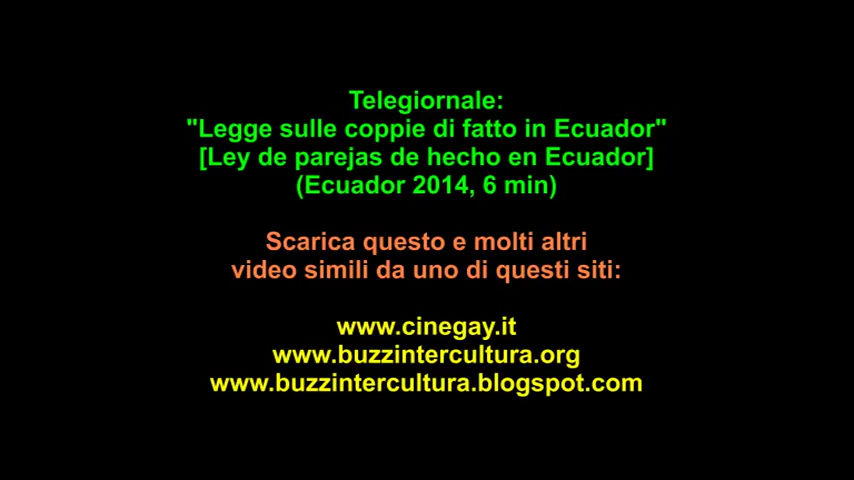 Telegiornale:
"Legge sulle coppie di fatto in Ecuador"
[Ley de parejas de hecho en Ecuador]
(Ecuador 2014, 6 min)
Scarica questo e molti altri
video simili da uno di questi siti:
www.cinegay.it
www.buzzintercultura.org
www.buzzintercultura.blogspot.com